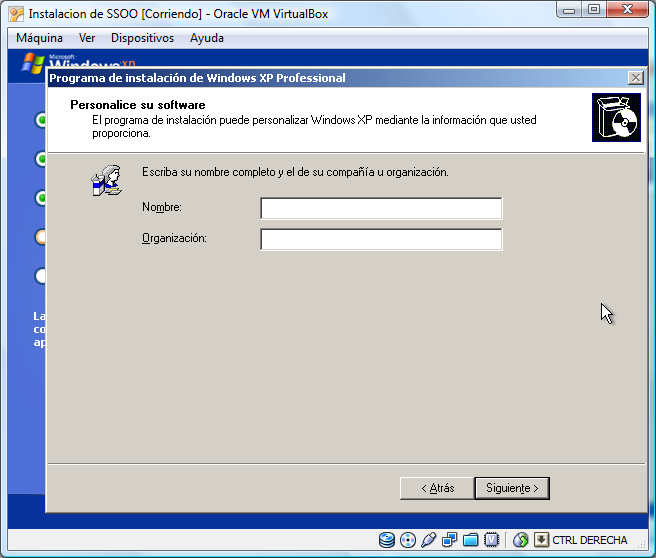 Instalacion de SSOO [Corriendo] - Oracle VM VirtualBox
Máquina Ver Dispositivos Ayuda
Microsoft
Windows xp
Programa de instalación de Windows XP Professional
Personalice su software
El programa de instalación puede personalizar Windows XP mediante la información que usted
proporciona.
Escriba su nombre completo y el de su compañía u organización.
Nombre:
Organización:
La
co
ap
< Atrás Siguiente >
CTRL DERECHA